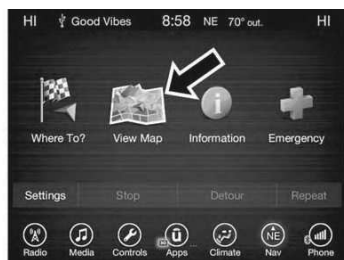 HI Good Vibes 8:58 NE 70° out. HI
Where To? View Map Information Emergency
Settings Stop Detour Repeat
NE
Radio Media Controls Apps Climate Nav Phone